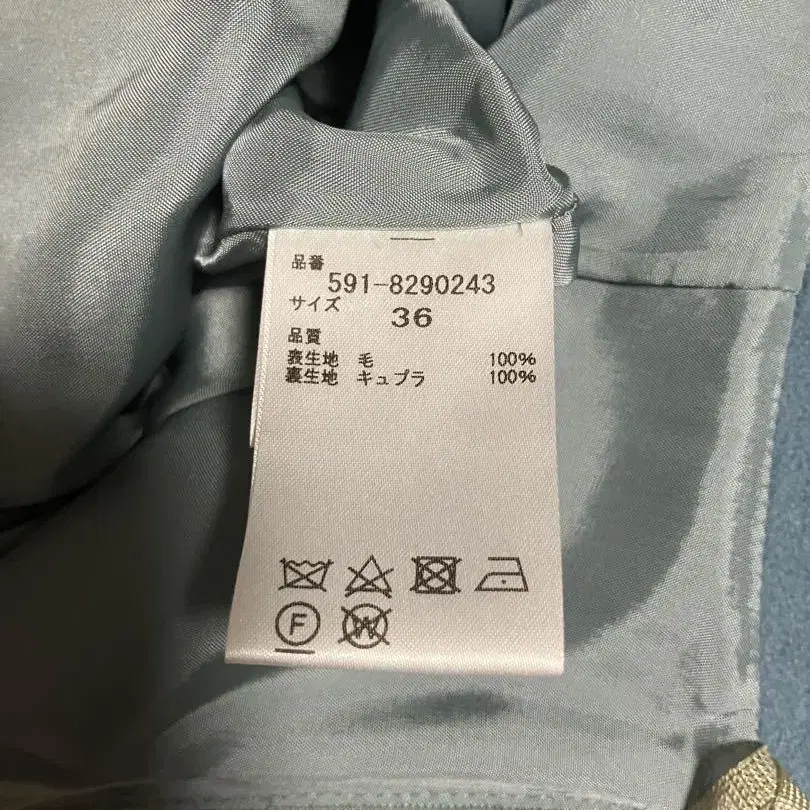 品番
591-8290243
サイズ
36
品質
表生地 毛 100%
裏生地 キュプラ 100%
F
W